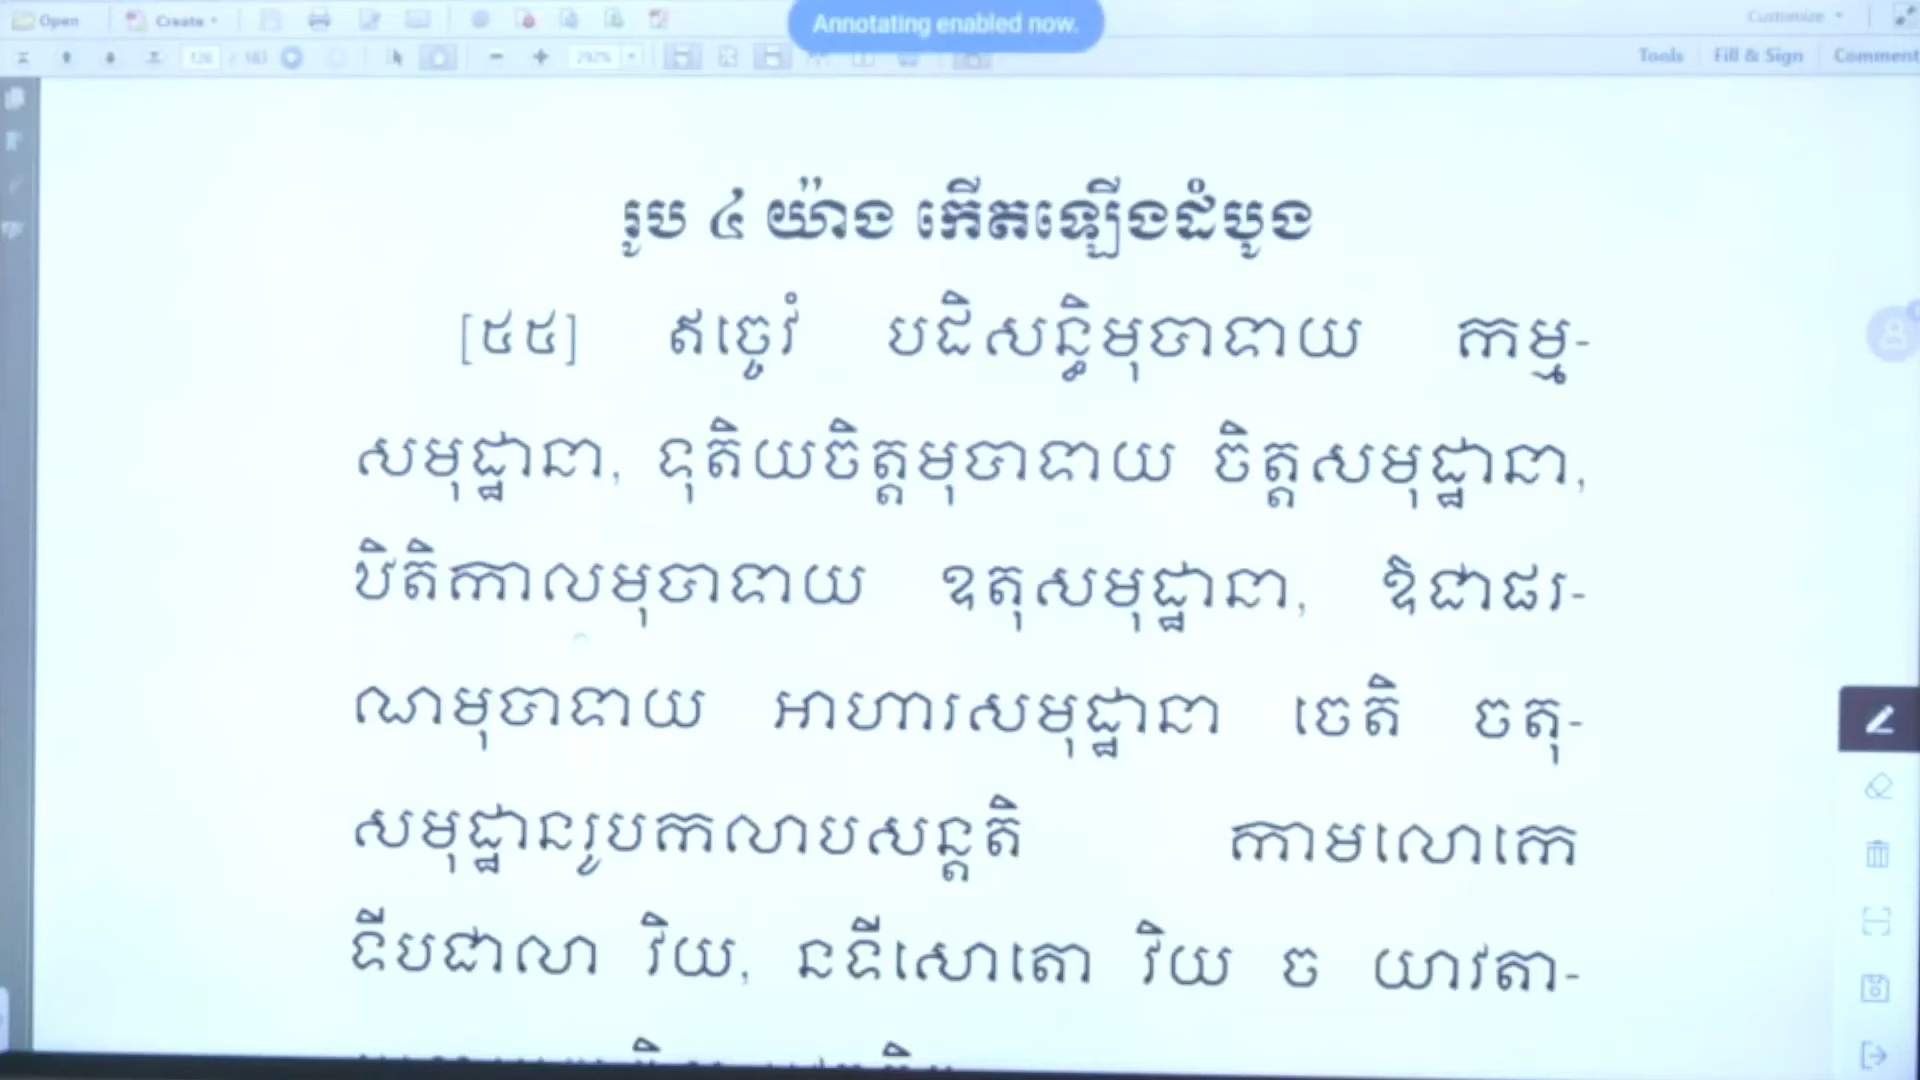 Open
Create
Annotating enabled now.
Customize
126 / 183
292%
Tools
Fill & Sign
Comment
រូប ៤ យ៉ាង កើតឡើងដំបូង
[៥៥] ឥច្ចេវំ បដិសន្ធិមុបាទាយ កម្ម-
សមុដ្ឋានា, ទុតិយចិត្តមុបាទាយ ចិត្តសមុដ្ឋានា,
ឋិតិកាលមុបាទាយ ឧតុសមុដ្ឋានា, ឱជាផរ-
ណមុបាទាយ អាហារសមុដ្ឋានា ចេតិ ចតុ-
សមុដ្ឋានរូបកលាបសន្តតិ កាមលោកេ
ទីបជាលា វិយ, នទីសោតោ វិយ ច យាវតា-